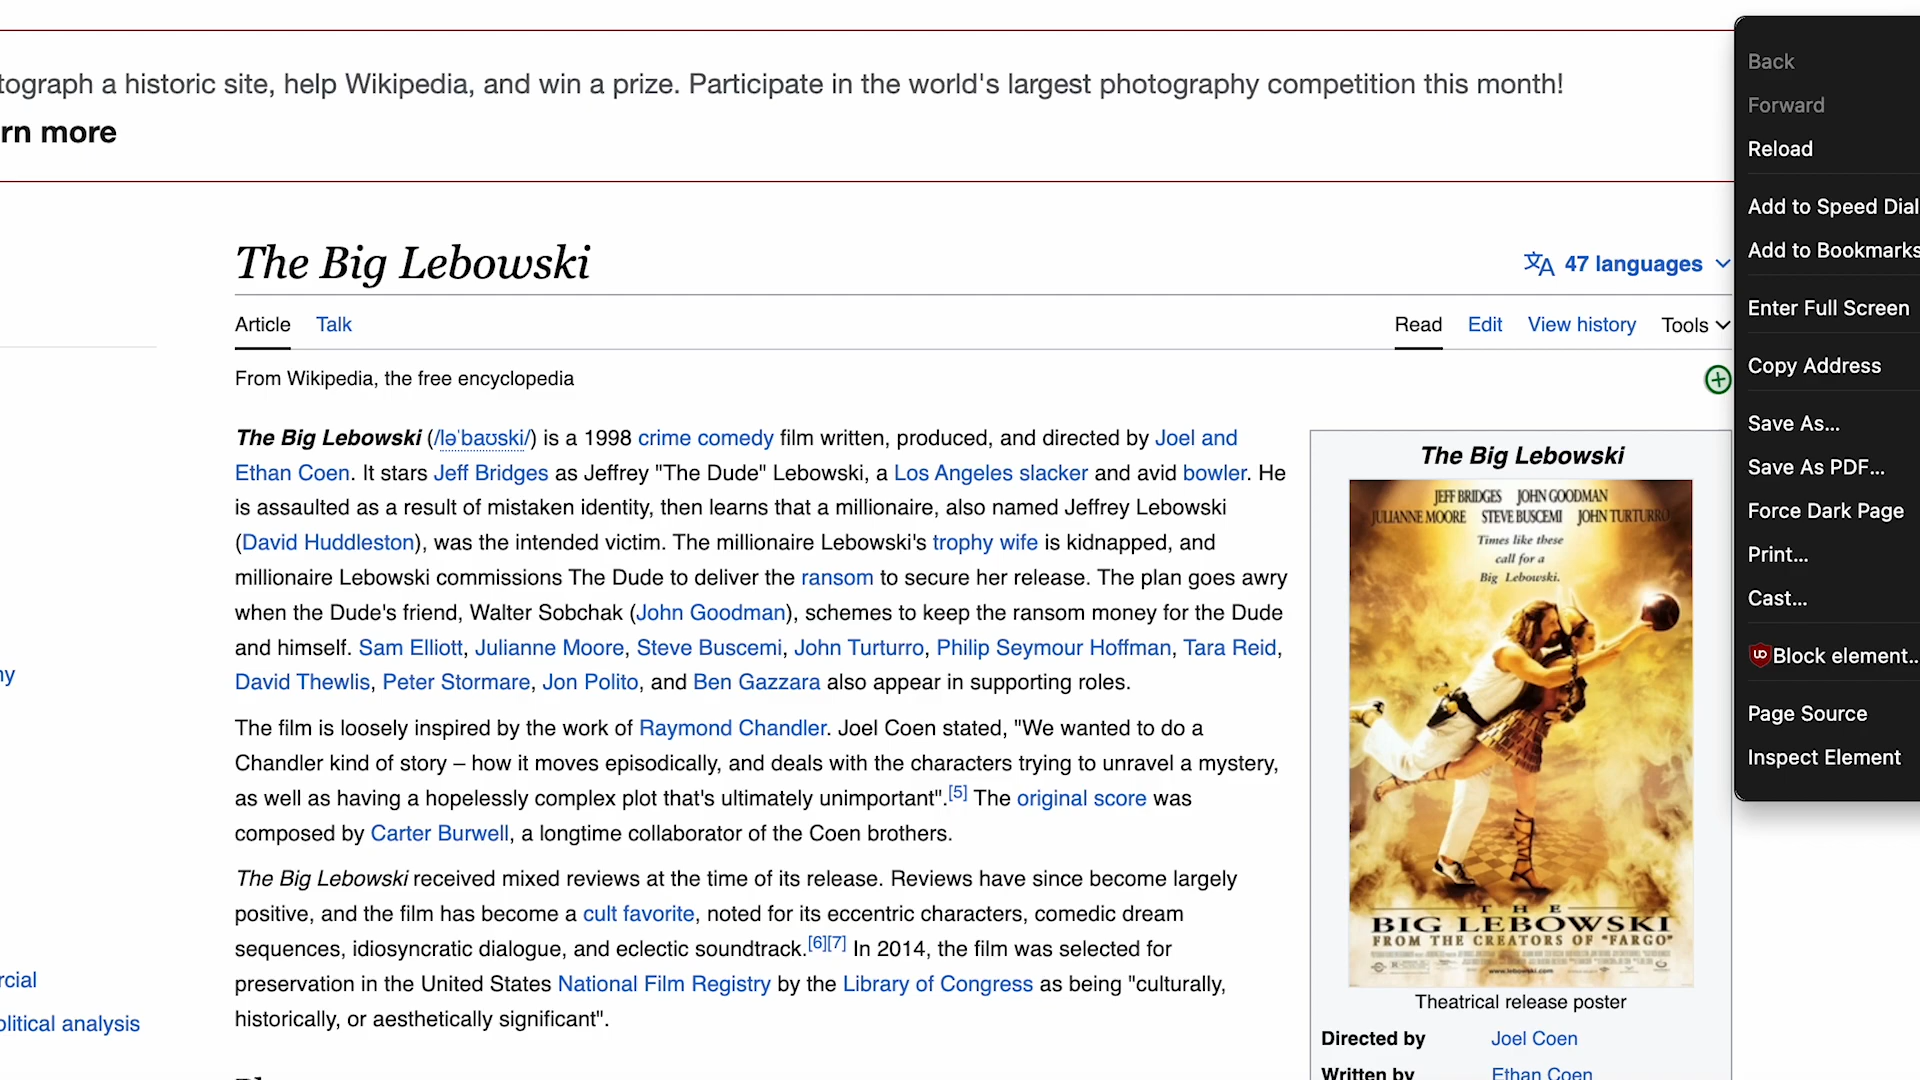 tograph a historic site, help Wikipedia, and win a prize. Participate in the world's largest photography competition this month!
rn more
The Big Lebowski
47 languages
Article Talk
Read Edit View history Tools
From Wikipedia, the free encyclopedia
The Big Lebowski (/ləˈbaʊski/) is a 1998 crime comedy film written, produced, and directed by Joel and
Ethan Coen. It stars Jeff Bridges as Jeffrey "The Dude" Lebowski, a Los Angeles slacker and avid bowler. He
is assaulted as a result of mistaken identity, then learns that a millionaire, also named Jeffrey Lebowski
(David Huddleston), was the intended victim. The millionaire Lebowski's trophy wife is kidnapped, and
millionaire Lebowski commissions The Dude to deliver the ransom to secure her release. The plan goes awry
when the Dude's friend, Walter Sobchak (John Goodman), schemes to keep the ransom money for the Dude
and himself. Sam Elliott, Julianne Moore, Steve Buscemi, John Turturro, Philip Seymour Hoffman, Tara Reid,
David Thewlis, Peter Stormare, Jon Polito, and Ben Gazzara also appear in supporting roles.
The film is loosely inspired by the work of Raymond Chandler. Joel Coen stated, "We wanted to do a
Chandler kind of story – how it moves episodically, and deals with the characters trying to unravel a mystery,
as well as having a hopelessly complex plot that's ultimately unimportant".[5] The original score was
composed by Carter Burwell, a longtime collaborator of the Coen brothers.
The Big Lebowski received mixed reviews at the time of its release. Reviews have since become largely
positive, and the film has become a cult favorite, noted for its eccentric characters, comedic dream
sequences, idiosyncratic dialogue, and eclectic soundtrack.[6][7] In 2014, the film was selected for
preservation in the United States National Film Registry by the Library of Congress as being "culturally,
historically, or aesthetically significant".
ny
rcial
olitical analysis
The Big Lebowski
JEFF BRIDGES JOHN GOODMAN
JULIANNE MOORE STEVE BUSCEMI JOHN TURTURRO
Times like these
call for a
Big Lebowski.
THE
BIG LEBOWSKI
FROM THE CREATORS OF "FARGO"
www.lebowski.com
Theatrical release poster
Directed by Joel Coen
Written by Ethan Coen
Back
Forward
Reload
Add to Speed Dial
Add to Bookmarks
Enter Full Screen
Copy Address
Save As...
Save As PDF...
Force Dark Page
Print...
Cast...
Block element..
Page Source
Inspect Element